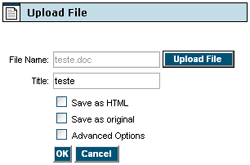 Upload File
File Name: teste.doc Upload File
Title: teste
Save as HTML
Save as original
Advanced Options
OK Cancel